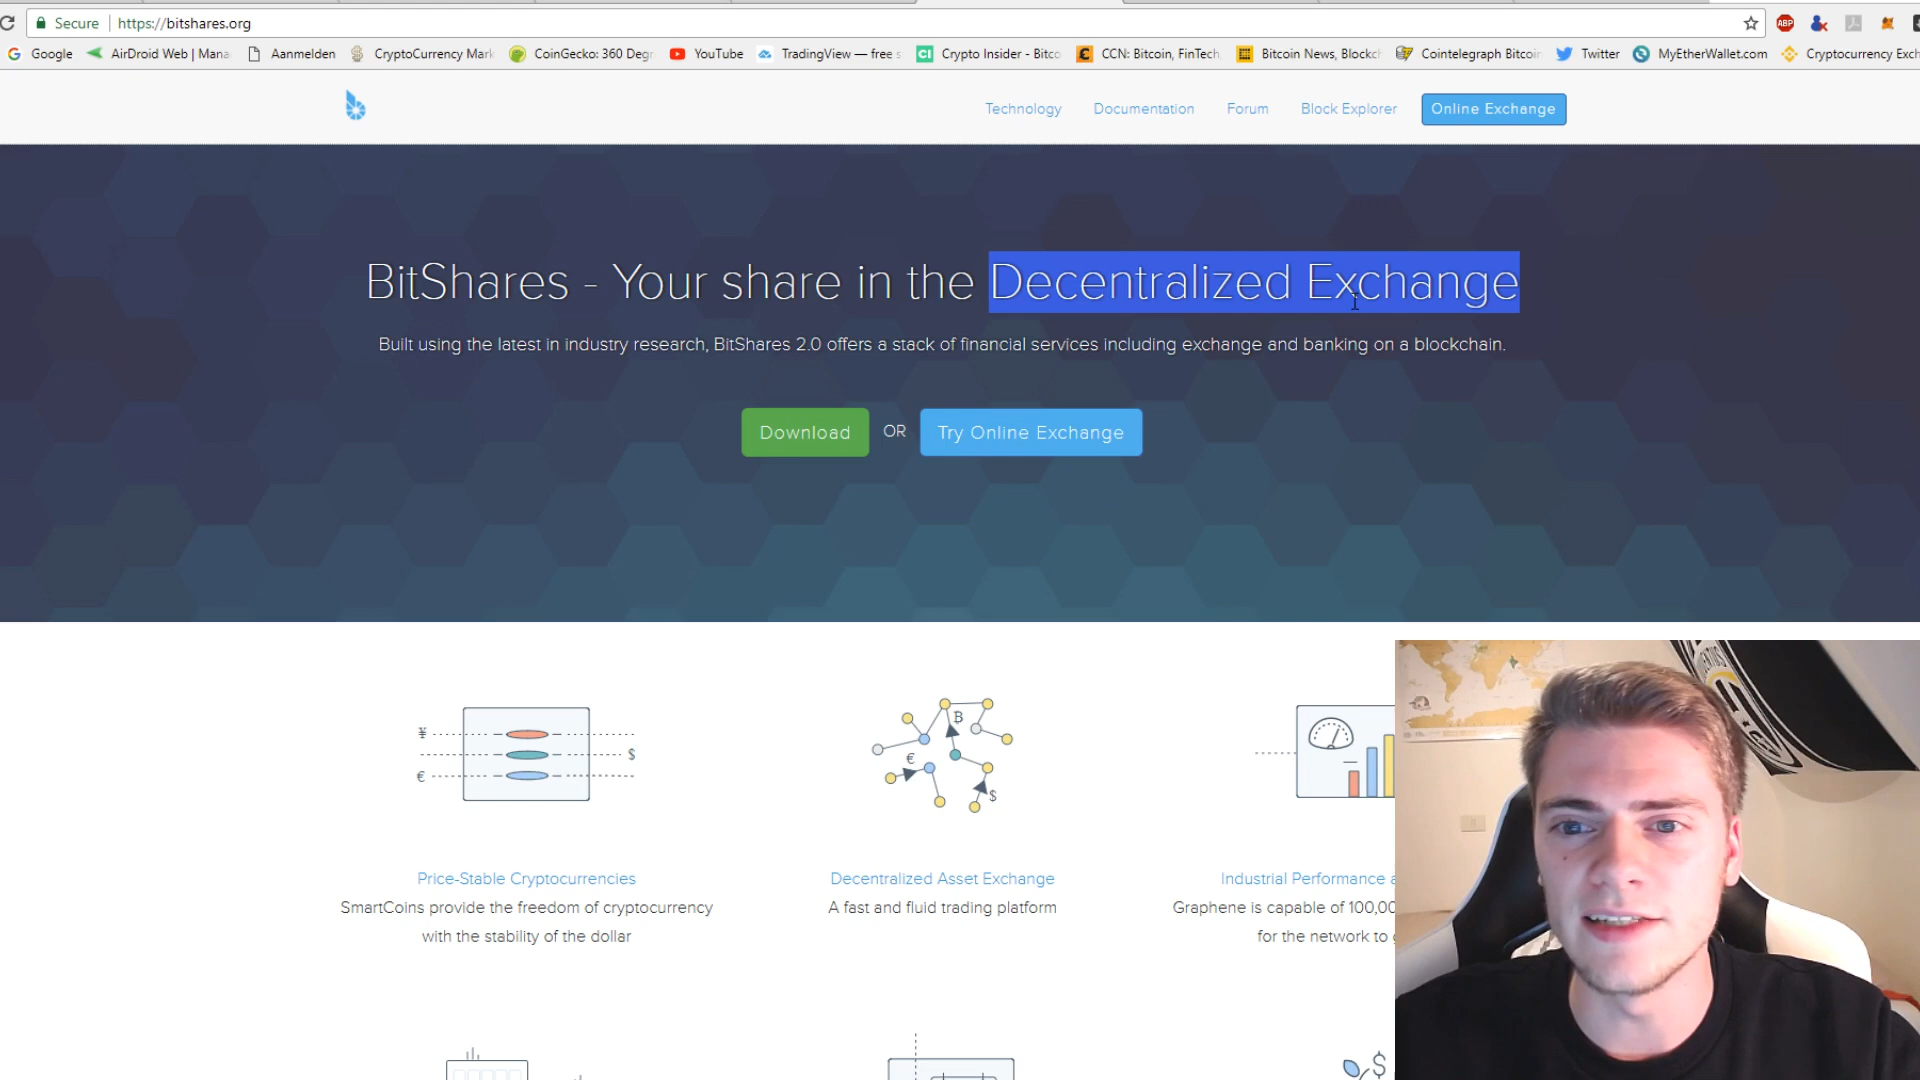 Secure https://bitshares.org
Google AirDroid Web | Mana Aanmelden CryptoCurrency Mark CoinGecko: 360 Deg YouTube TradingView — free s Crypto Insider - Bitco CCN: Bitcoin, FinTech, Bitcoin News, Blockc Cointelegraph Bitcoin Twitter MyEtherWallet.com Cryptocurrency Exch
Technology Documentation Forum Block Explorer Online Exchange
BitShares - Your share in the Decentralized Exchange
Built using the latest in industry research, BitShares 2.0 offers a stack of financial services including exchange and banking on a blockchain.
Download OR Try Online Exchange
Price-Stable Cryptocurrencies
SmartCoins provide the freedom of cryptocurrency
with the stability of the dollar
Decentralized Asset Exchange
A fast and fluid trading platform
Industrial Performance a
Graphene is capable of 100,00
for the network to